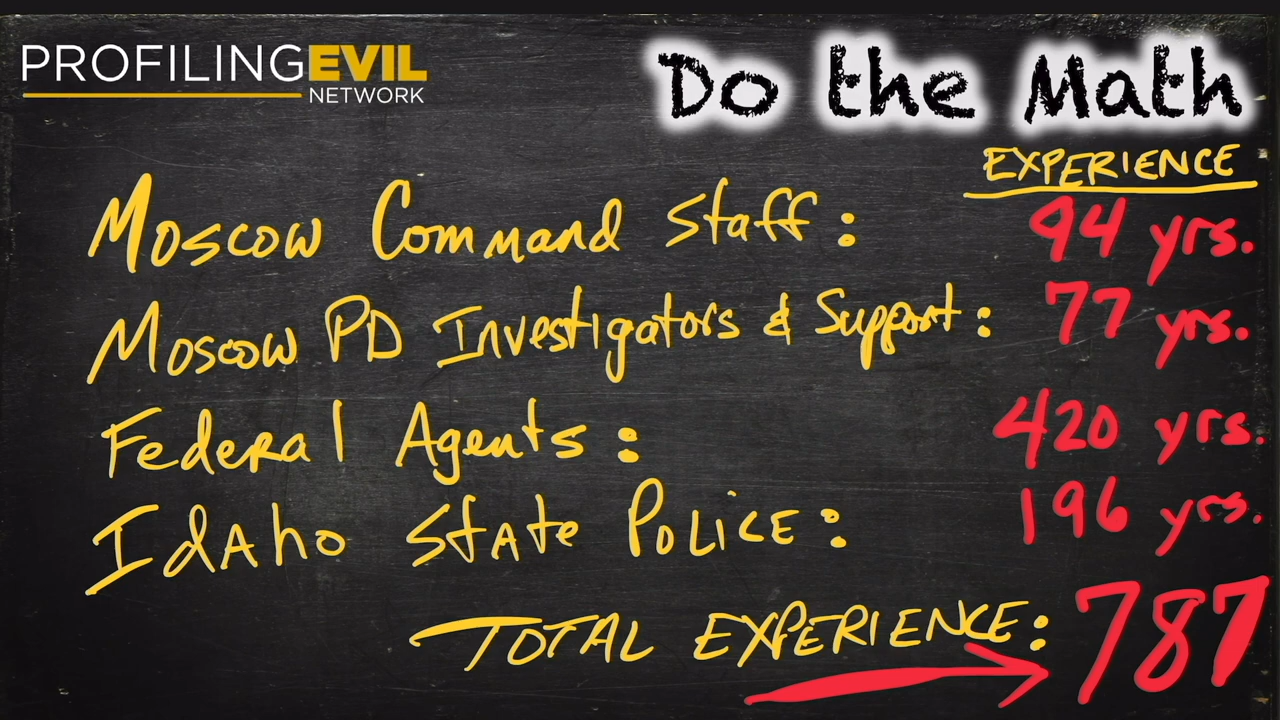 PROFILINGEVIL
NETWORK
Do the Math
EXPERIENCE
Moscow Command Staff: 94 yrs.
Moscow PD Investigators & Support: 77 yrs.
Federal Agents: 420 yrs.
IdAho StAte PoLiCE: 196 yrs.
TOTAL EXPERIENCE: 787